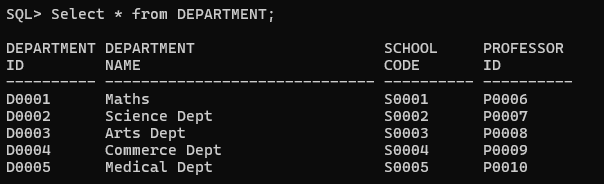 SQL> Select * from DEPARTMENT;
DEPARTMENT DEPARTMENT                     SCHOOL     PROFESSOR
ID         NAME                           CODE       ID
---------- ------------------------------ ---------- ----------
D0001      Maths                          S0001      P0006
D0002      Science Dept                   S0002      P0007
D0003      Arts Dept                      S0003      P0008
D0004      Commerce Dept                  S0004      P0009
D0005      Medical Dept                   S0005      P0010